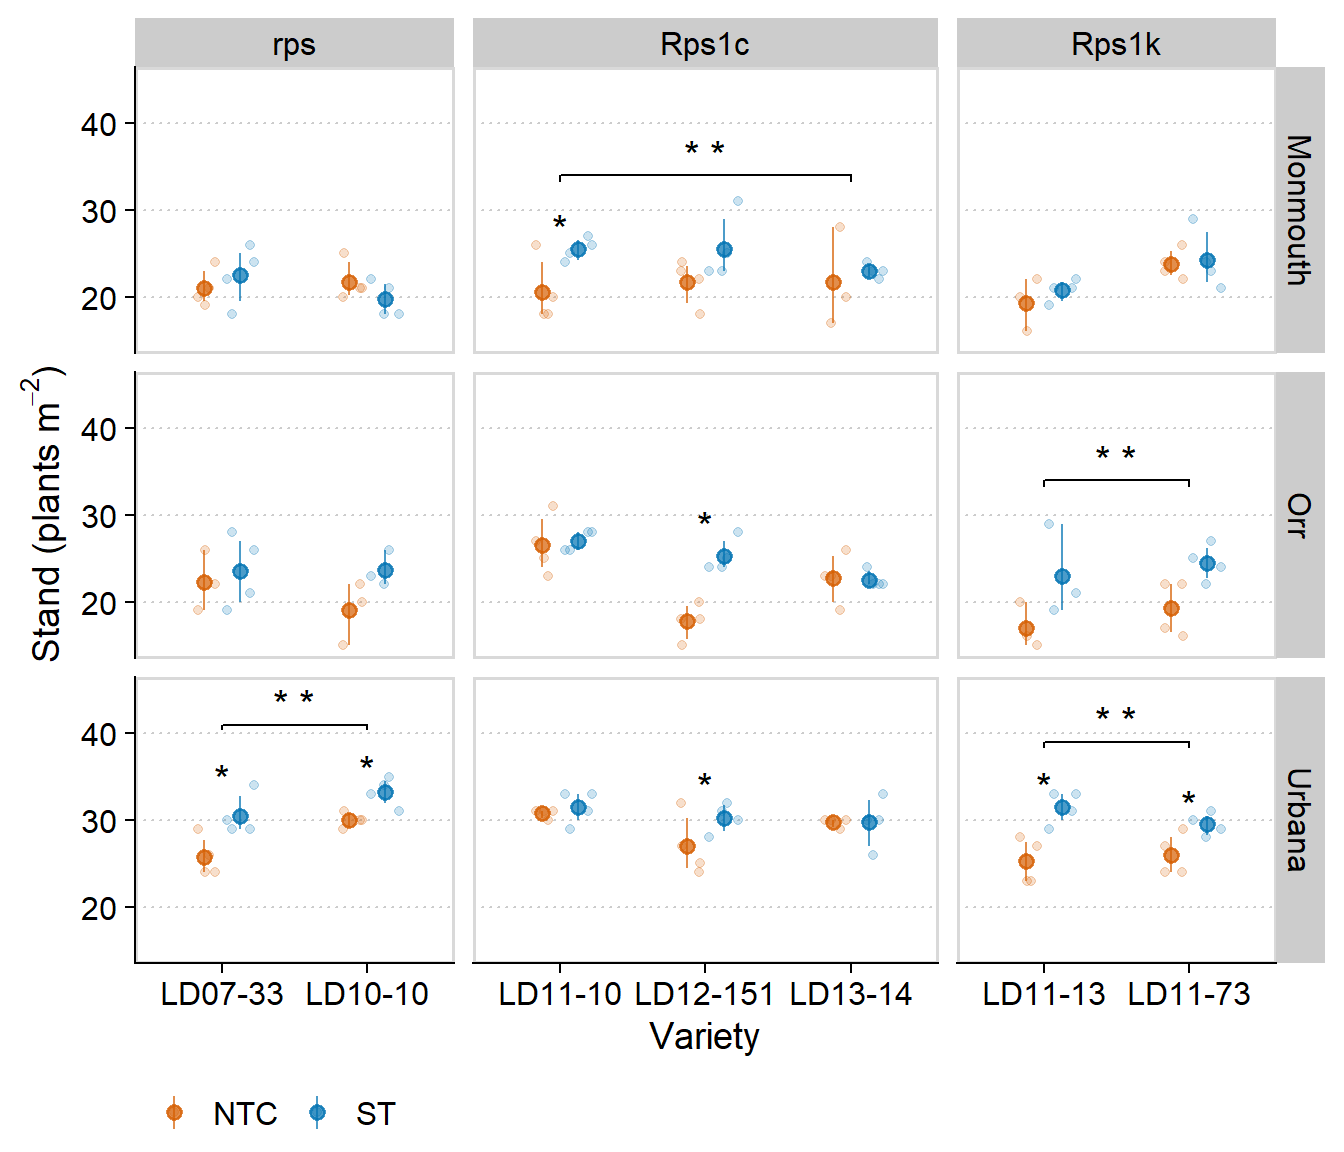 rps Rps1c Rps1k
40
* *
30
*
20
Monmouth
40
* *
30
*
20
Orr
* *
40
* *
* * * *
30
20
Urbana
Stand (plants m⁻²)
LD07-33 LD10-10 LD11-10 LD12-151 LD13-14 LD11-13 LD11-73
Variety
NTC ST